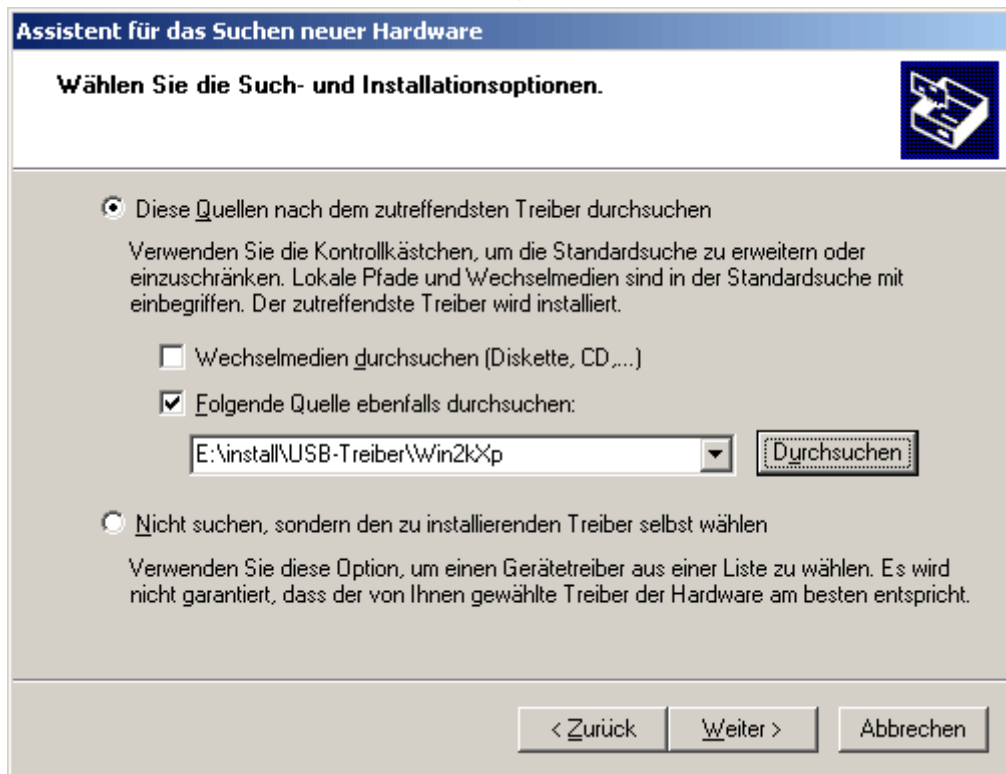 Assistent für das Suchen neuer Hardware
Wählen Sie die Such- und Installationsoptionen.
Diese Quellen nach dem zutreffendsten Treiber durchsuchen
Verwenden Sie die Kontrollkästchen, um die Standardsuche zu erweitern oder
einzuschränken. Lokale Pfade und Wechselmedien sind in der Standardsuche mit
einbegriffen. Der zutreffendste Treiber wird installiert.
Wechselmedien durchsuchen (Diskette, CD,...)
Folgende Quelle ebenfalls durchsuchen:
E:\install\USB-Treiber\Win2kXp
Durchsuchen
Nicht suchen, sondern den zu installierenden Treiber selbst wählen
Verwenden Sie diese Option, um einen Gerätetreiber aus einer Liste zu wählen. Es wird
nicht garantiert, dass der von Ihnen gewählte Treiber der Hardware am besten entspricht.
< Zurück
Weiter >
Abbrechen